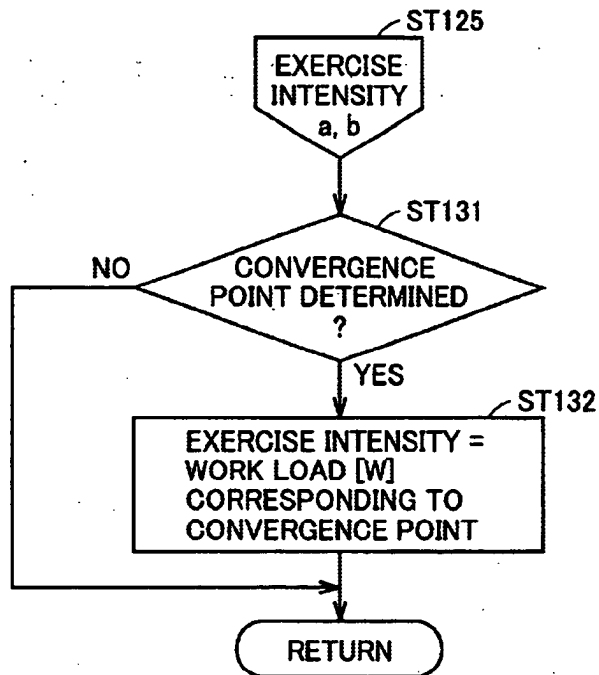 ST125
EXERCISE
INTENSITY
a, b
ST131
NO
CONVERGENCE
POINT DETERMINED
?
YES
ST132
EXERCISE INTENSITY =
WORK LOAD [W]
CORRESPONDING TO
CONVERGENCE POINT
RETURN